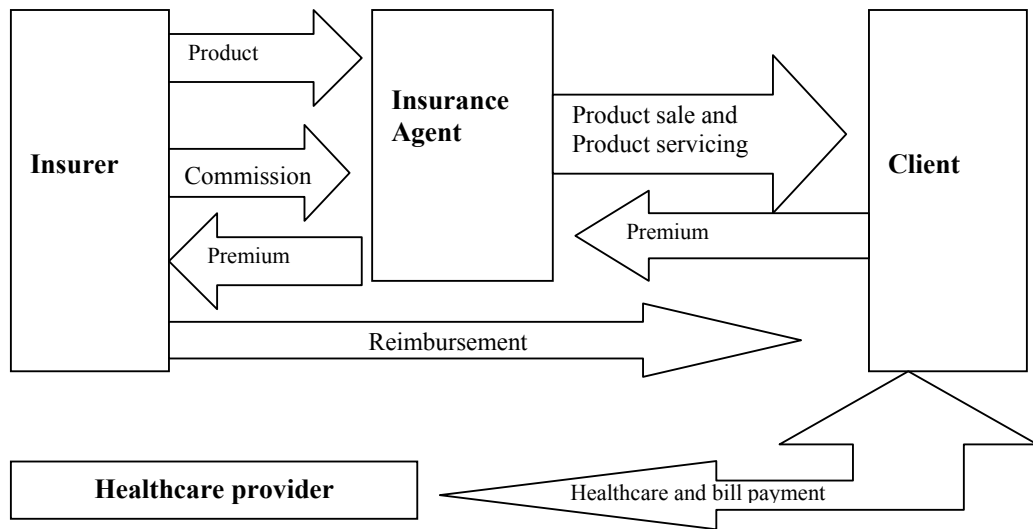 Product
Insurance
Agent
Product sale and
Product servicing
Insurer
Commission
Client
Premium
Premium
Reimbursement
Healthcare provider
Healthcare and bill payment